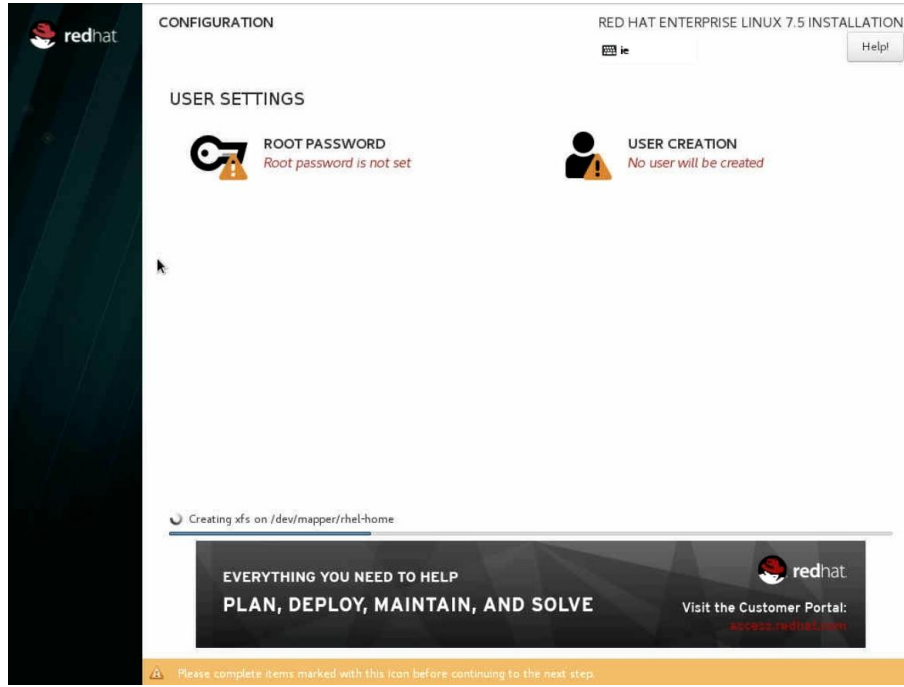 redhat.
CONFIGURATION
RED HAT ENTERPRISE LINUX 7.5 INSTALLATION
ie
Help!
USER SETTINGS
ROOT PASSWORD
Root password is not set
USER CREATION
No user will be created
Creating xfs on /dev/mapper/rhel-home
EVERYTHING YOU NEED TO HELP
PLAN, DEPLOY, MAINTAIN, AND SOLVE
redhat.
Visit the Customer Portal:
access.redhat.com
Please complete items marked with this icon before continuing to the next step.